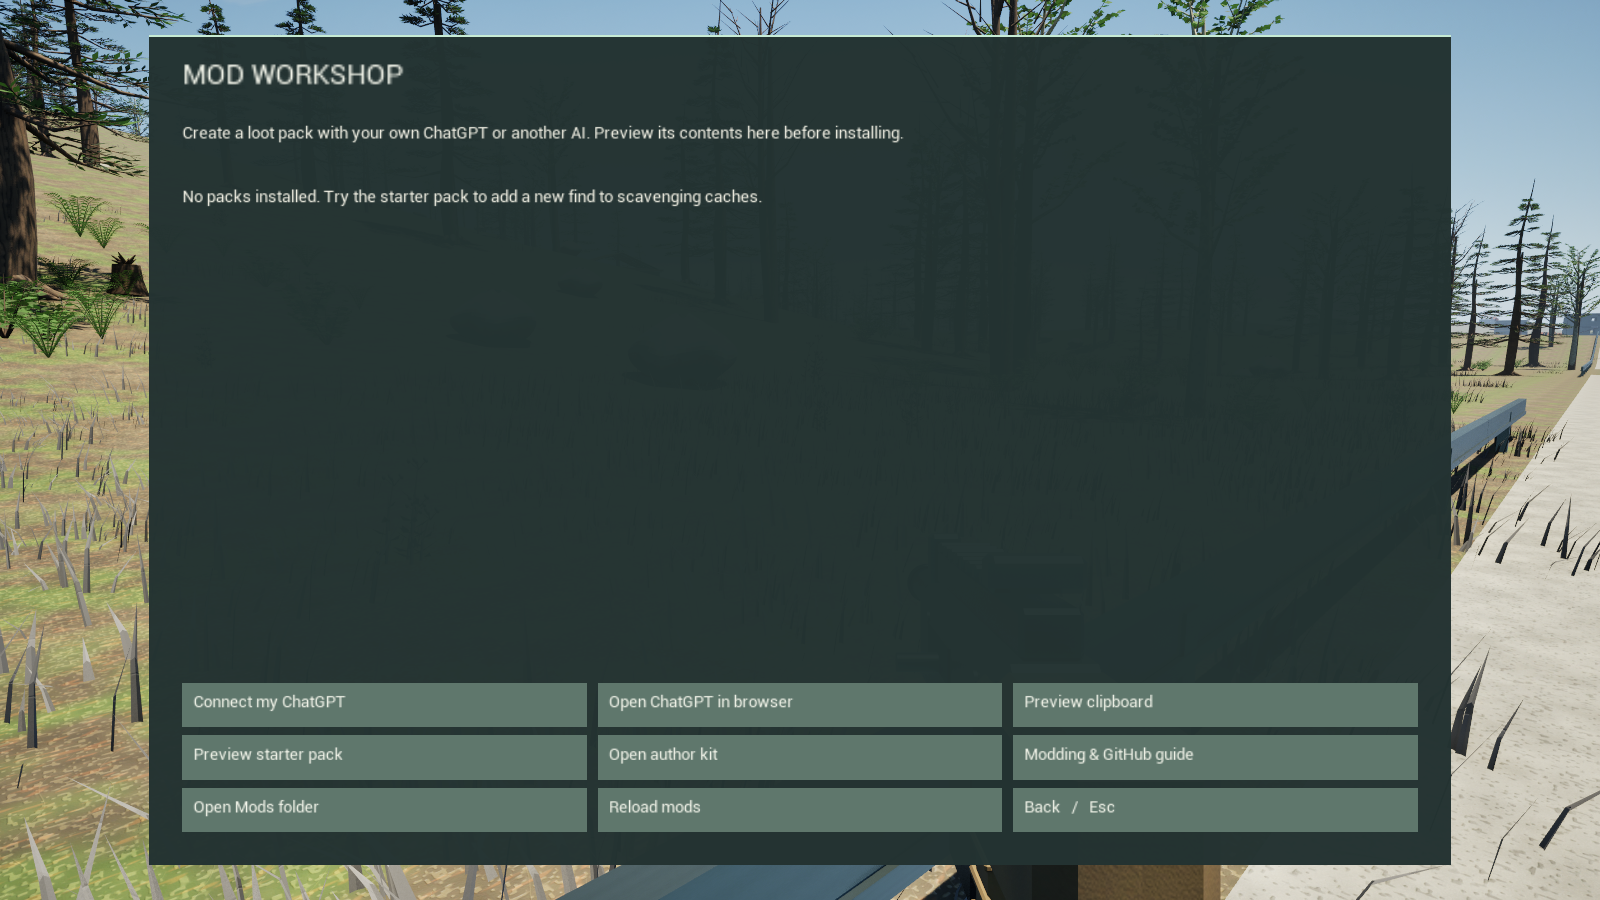 MOD WORKSHOP
Create a loot pack with your own ChatGPT or another AI. Preview its contents here before installing.
No packs installed. Try the starter pack to add a new find to scavenging caches.
Connect my ChatGPT
Open ChatGPT in browser
Preview clipboard
Preview starter pack
Open author kit
Modding & GitHub guide
Open Mods folder
Reload mods
Back / Esc